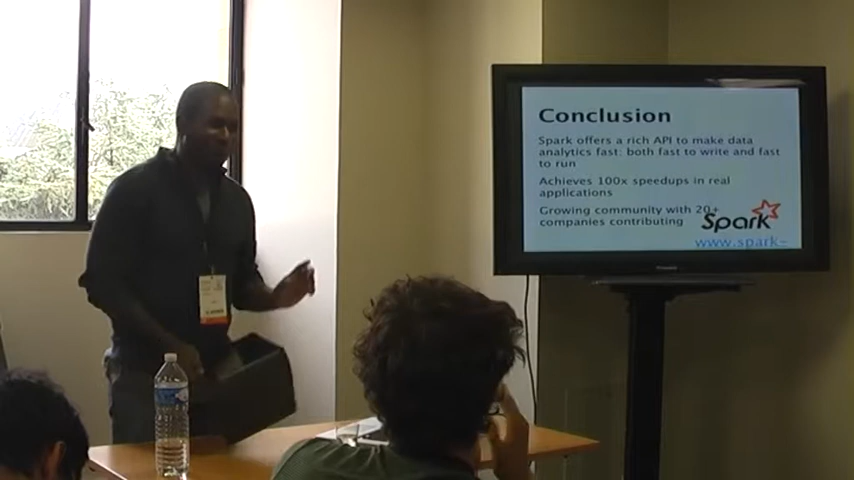 Conclusion
Spark offers a rich API to make data
analytics fast: both fast to write and fast
to run
Achieves 100x speedups in real
applications
Growing community with 20+
companies contributing
Spark
www.spark-